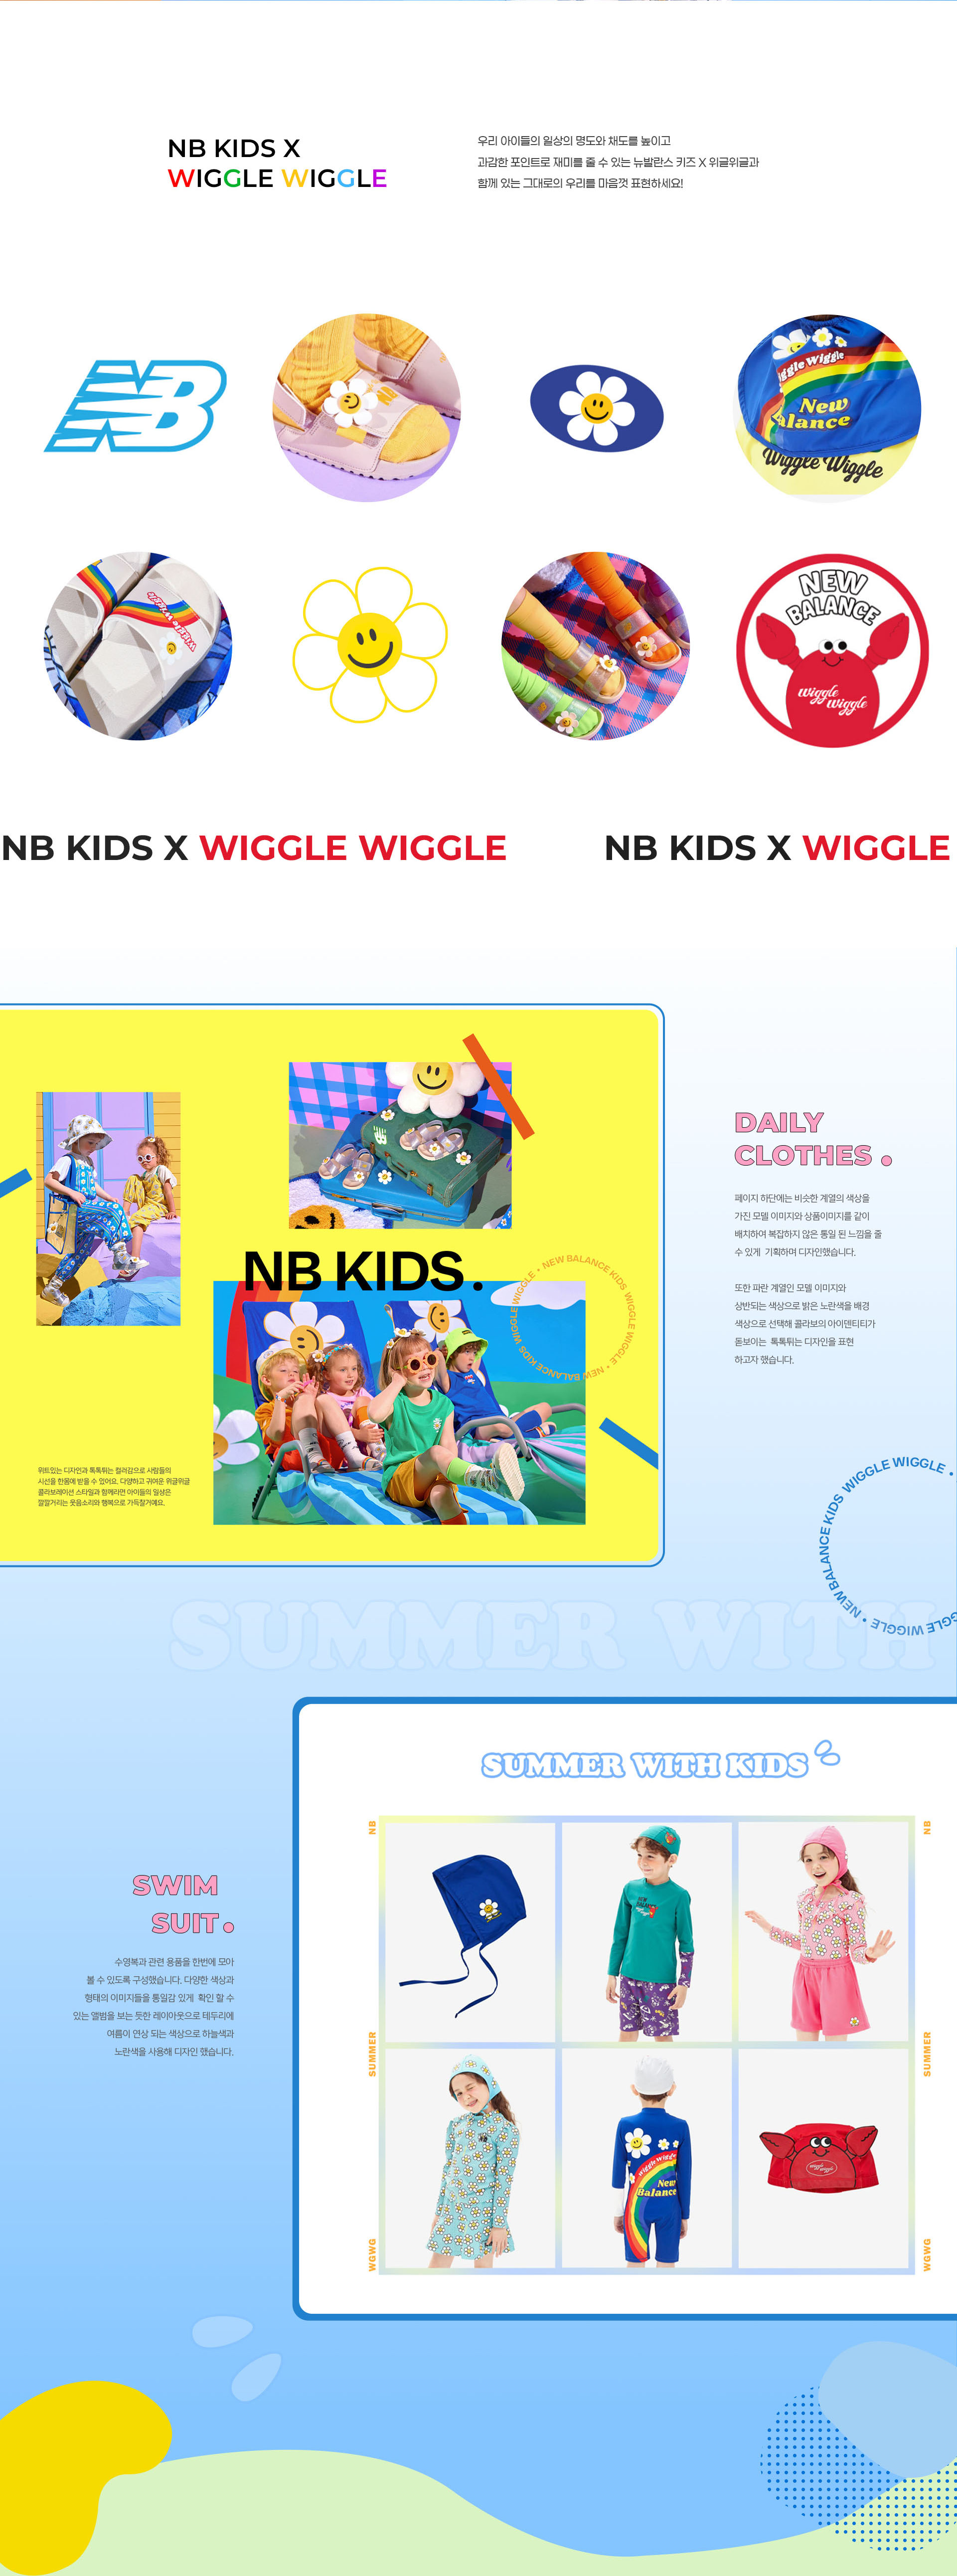 NB KIDS X
WIGGLE WIGGLE
우리 아이들의 일상의 명도와 채도를 높이고
과감한 포인트로 재미를 줄 수 있는 뉴발란스 키즈 X 위글위글과
함께 있는 그대로의 우리를 마음껏 표현하세요!
NB
NB
iggle Wiggle
New
alance
Wiggle Wiggle
Wiggle Wiggle
NEW
BALANCE
wiggle
wiggle
NB KIDS X WIGGLE WIGGLE
NB KIDS X WIGGLE
DAILY
CLOTHES.
페이지 하단에는 비슷한 계열의 색상을
가진 모델 이미지와 상품이미지를 같이
배치하여 복잡하지 않은 통일 된 느낌을 줄
수 있게 기획하며 디자인했습니다.
또한 파란 계열인 모델 이미지와
상반되는 색상으로 밝은 노란색을 배경
색상으로 선택해 콜라보의 아이덴티티가
돋보이는 톡톡튀는 디자인을 표현
하고자 했습니다.
NB KIDS.
NEW BALANCE KIDS WIGGLE WIGGLE • NEW BALANCE KIDS WIGGLE WIGGLE •
위트있는 디자인과 톡톡튀는 컬러감으로 사람들의
시선을 한몸에 받을 수 있어요. 다양하고 귀여운 위글위글
콜라보레이션 스타일과 함께라면 아이들의 일상은
깔깔거리는 웃음소리와 행복으로 가득찰거예요.
NEW BALANCE KIDS WIGGLE WIGGLE •
GGLE WIGGLE •
SUMMER WITH
SUMMER WITH KIDS
NB
NB
NEW
BALANCE
SWIM
SUIT.
수영복과 관련 용품을 한번에 모아
볼 수 있도록 구성했습니다. 다양한 색상과
형태의 이미지들을 통일감 있게 확인 할 수
있는 앨범을 보는 듯한 레이아웃으로 테두리에
여름이 연상 되는 색상으로 하늘색과
노란색을 사용해 디자인 했습니다.
SUMMER
SUMMER
Wiggle Wiggle
New
Balance
WGWG
WGWG